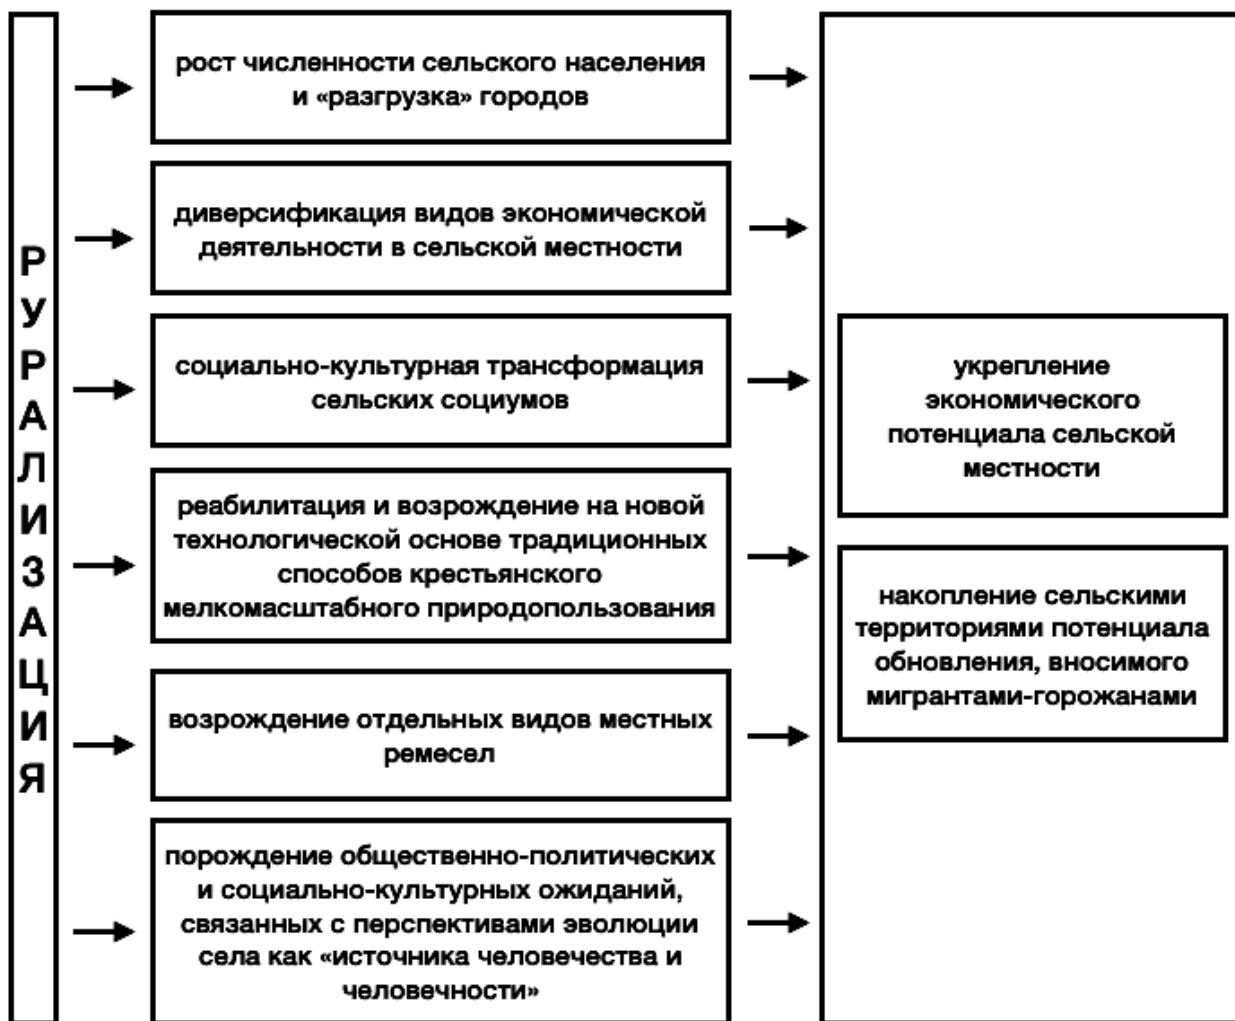 РУРАЛИЗАЦИЯ
рост численности сельского населения
и «разгрузка» городов
диверсификация видов экономической
деятельности в сельской местности
социально-культурная трансформация
сельских социумов
реабилитация и возрождение на новой
технологической основе традиционных
способов крестьянского
мелкомасштабного природопользования
возрождение отдельных видов местных
ремесел
порождение общественно-политических
и социально-культурных ожиданий,
связанных с перспективами эволюции
села как «источника человечества и
человечности»
укрепление
экономического
потенциала сельской
местности
накопление сельскими
территориями потенциала
обновления, вносимого
мигрантами-горожанами